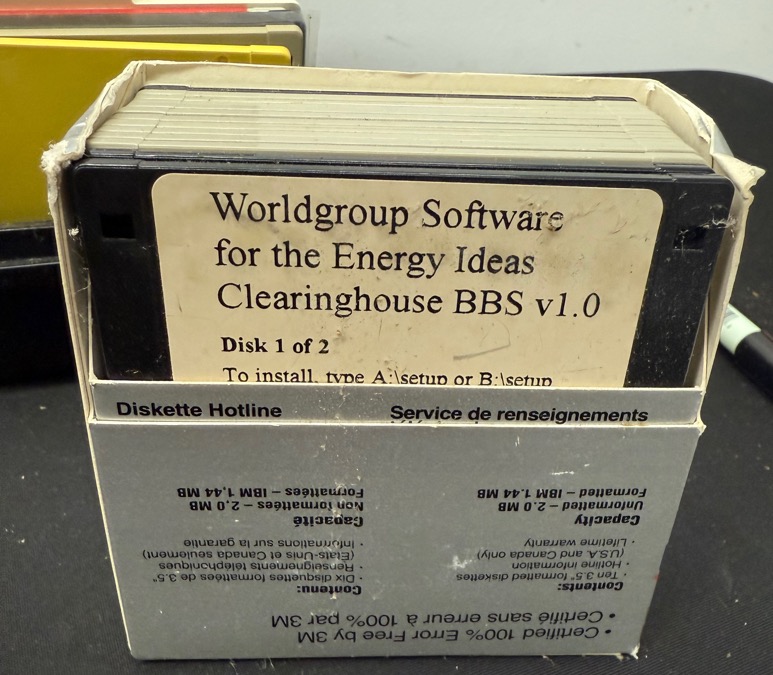 Worldgroup Software
for the Energy Ideas
Clearinghouse BBS v1.0
Disk 1 of 2
To install, type A:\setup or B:\setup
Diskette Hotline
Service de renseignements
• Certified 100% Error Free by 3M
• Certifié sans erreur à 100% par 3M
Contents:
· Ten 3.5" formatted diskettes
· Hotline information
(U.S.A. and Canada only)
· Lifetime warranty
Capacity
Unformatted – 2.0 MB
Formatted – IBM 1.44 MB
Contenu:
· Dix disquettes formatées de 3.5"
· Renseignements téléphoniques
(États-Unis et Canada seulement)
· Informations sur la garantie
Capacité
Non formattées – 2,0 MB
Formattées – IBM 1,44 MB